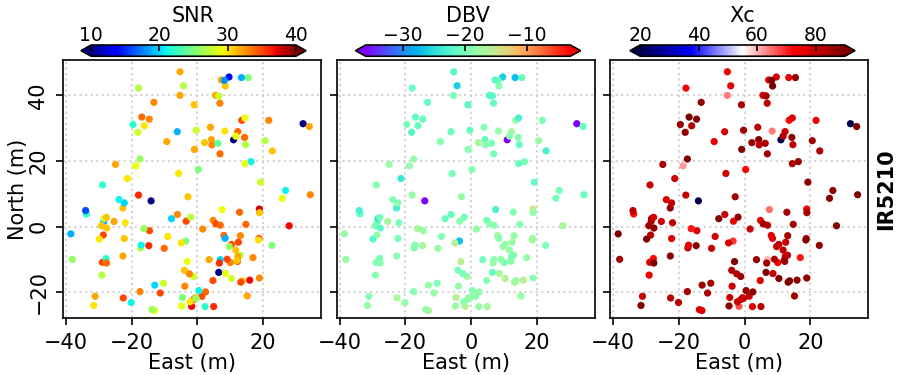 SNR DBV Xc
10 20 30 40 −30 −20 −10 20 40 60 80
40
20
0
−20
North (m)
IR5210
−40 −20 0 20 −40 −20 0 20 −40 −20 0 20
East (m) East (m) East (m)